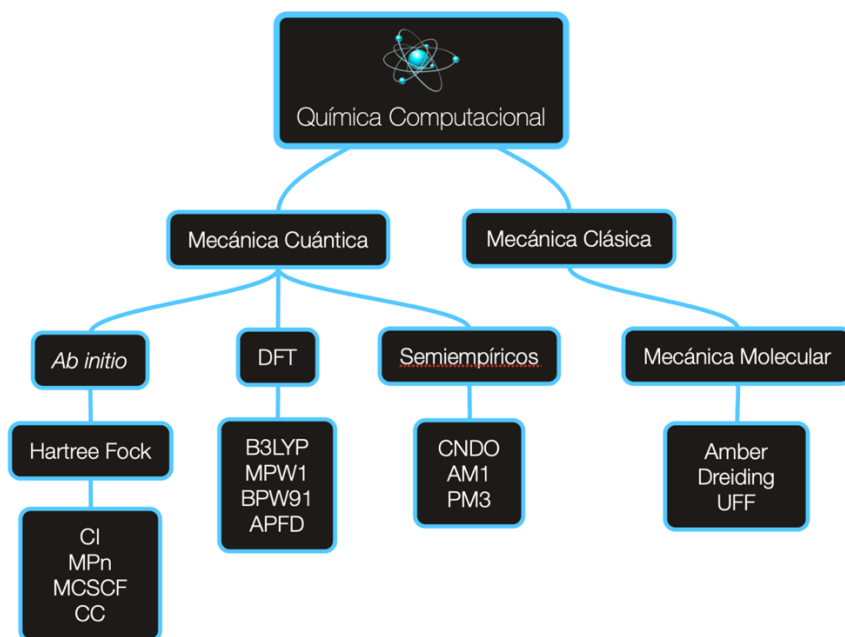 Química Computacional
Mecánica Cuántica
Mecánica Clásica
Ab initio
DFT
Semiempíricos
Mecánica Molecular
Hartree Fock
B3LYP
MPW1
BPW91
APFD
CNDO
AM1
PM3
Amber
Dreiding
UFF
CI
MPn
MCSCF
CC